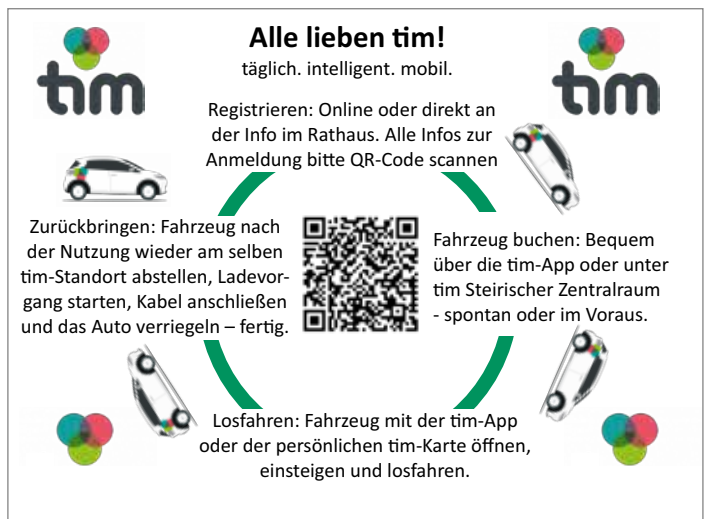 Alle lieben tim!
täglich. intelligent. mobil.
tim
tim
Registrieren: Online oder direkt an
der Info im Rathaus. Alle Infos zur
Anmeldung bitte QR-Code scannen
Fahrzeug buchen: Bequem
über die tim-App oder unter
tim Steirischer Zentralraum
- spontan oder im Voraus.
Losfahren: Fahrzeug mit der tim-App
oder der persönlichen tim-Karte öffnen,
einsteigen und losfahren.
Zurückbringen: Fahrzeug nach
der Nutzung wieder am selben
tim-Standort abstellen, Ladevor-
gang starten, Kabel anschließen
und das Auto verriegeln – fertig.